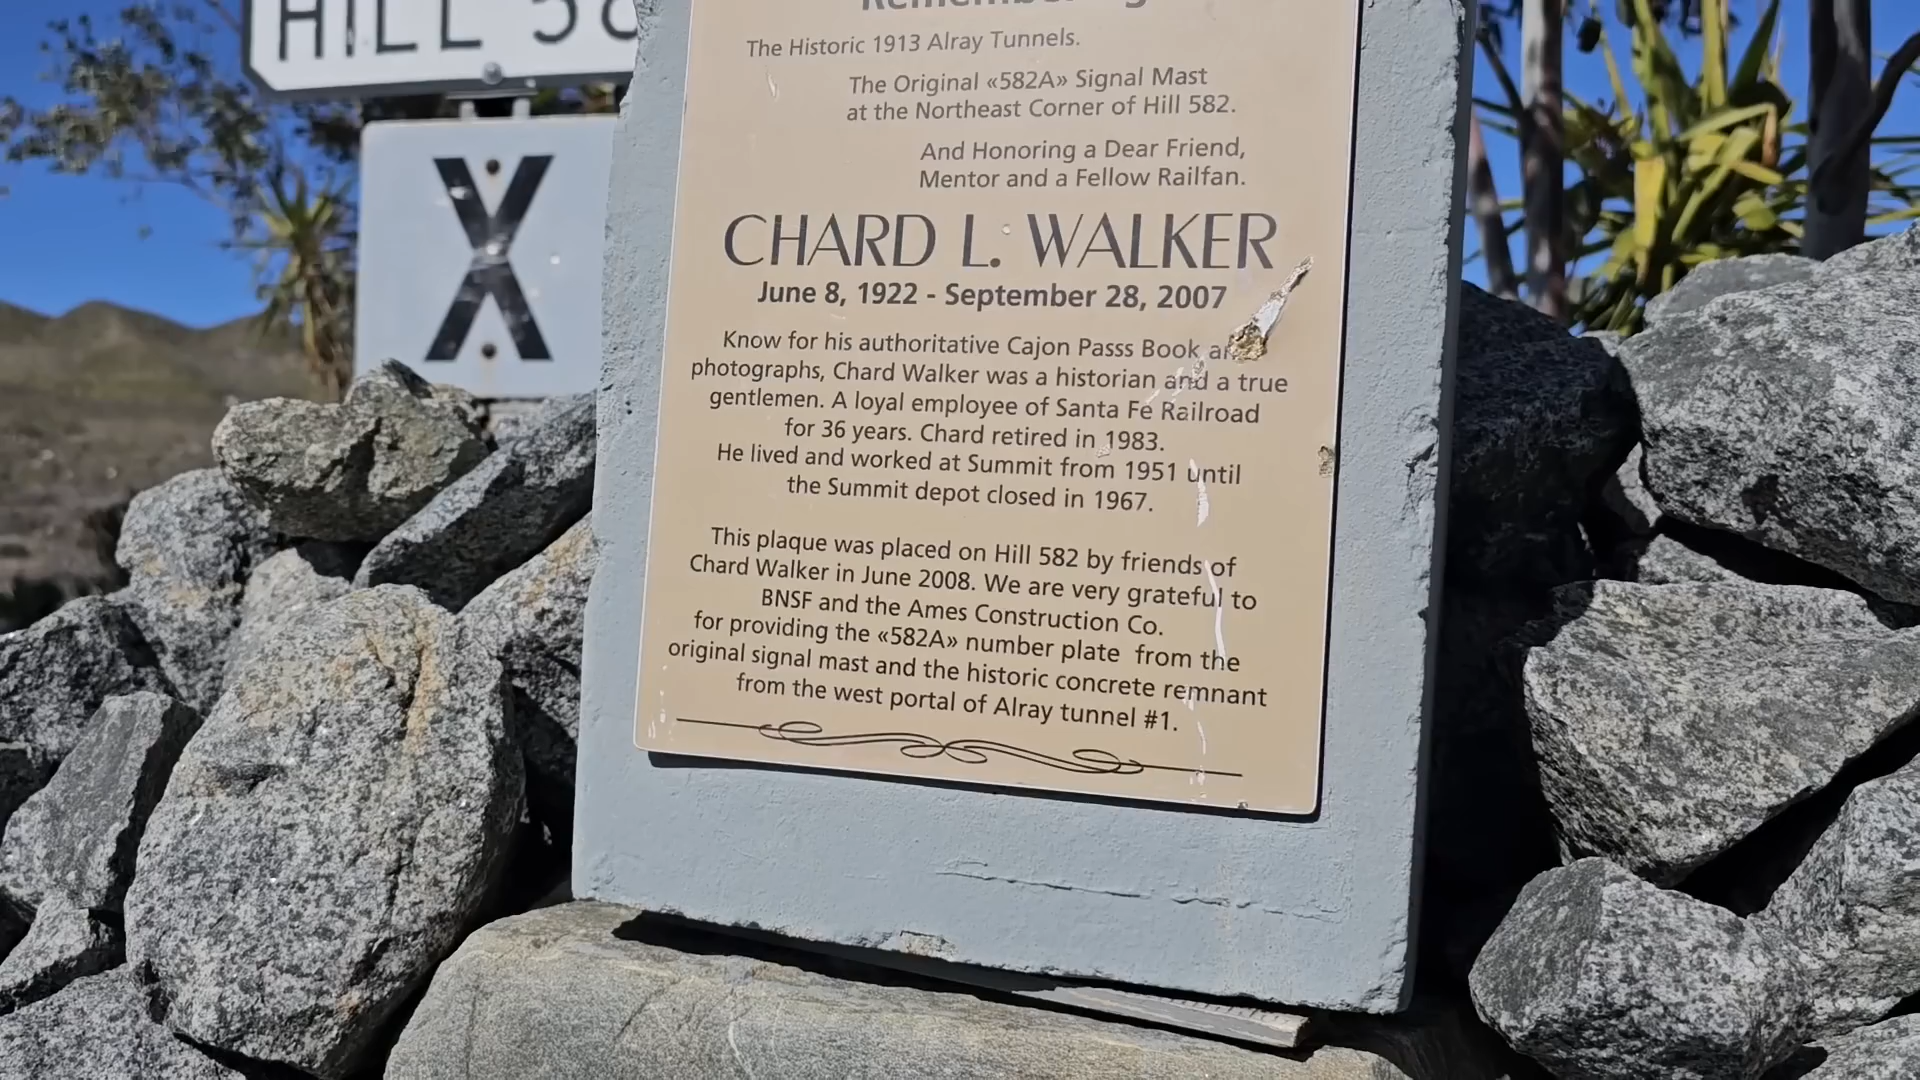 HILL 58
X
Remembering
The Historic 1913 Alray Tunnels.
The Original «582A» Signal Mast
at the Northeast Corner of Hill 582.
And Honoring a Dear Friend,
Mentor and a Fellow Railfan.
CHARD L. WALKER
June 8, 1922 - September 28, 2007
Know for his authoritative Cajon Passs Book and
photographs, Chard Walker was a historian and a true
gentlemen. A loyal employee of Santa Fe Railroad
for 36 years. Chard retired in 1983.
He lived and worked at Summit from 1951 until
the Summit depot closed in 1967.
This plaque was placed on Hill 582 by friends of
Chard Walker in June 2008. We are very grateful to
BNSF and the Ames Construction Co.
for providing the «582A» number plate from the
original signal mast and the historic concrete remnant
from the west portal of Alray tunnel #1.